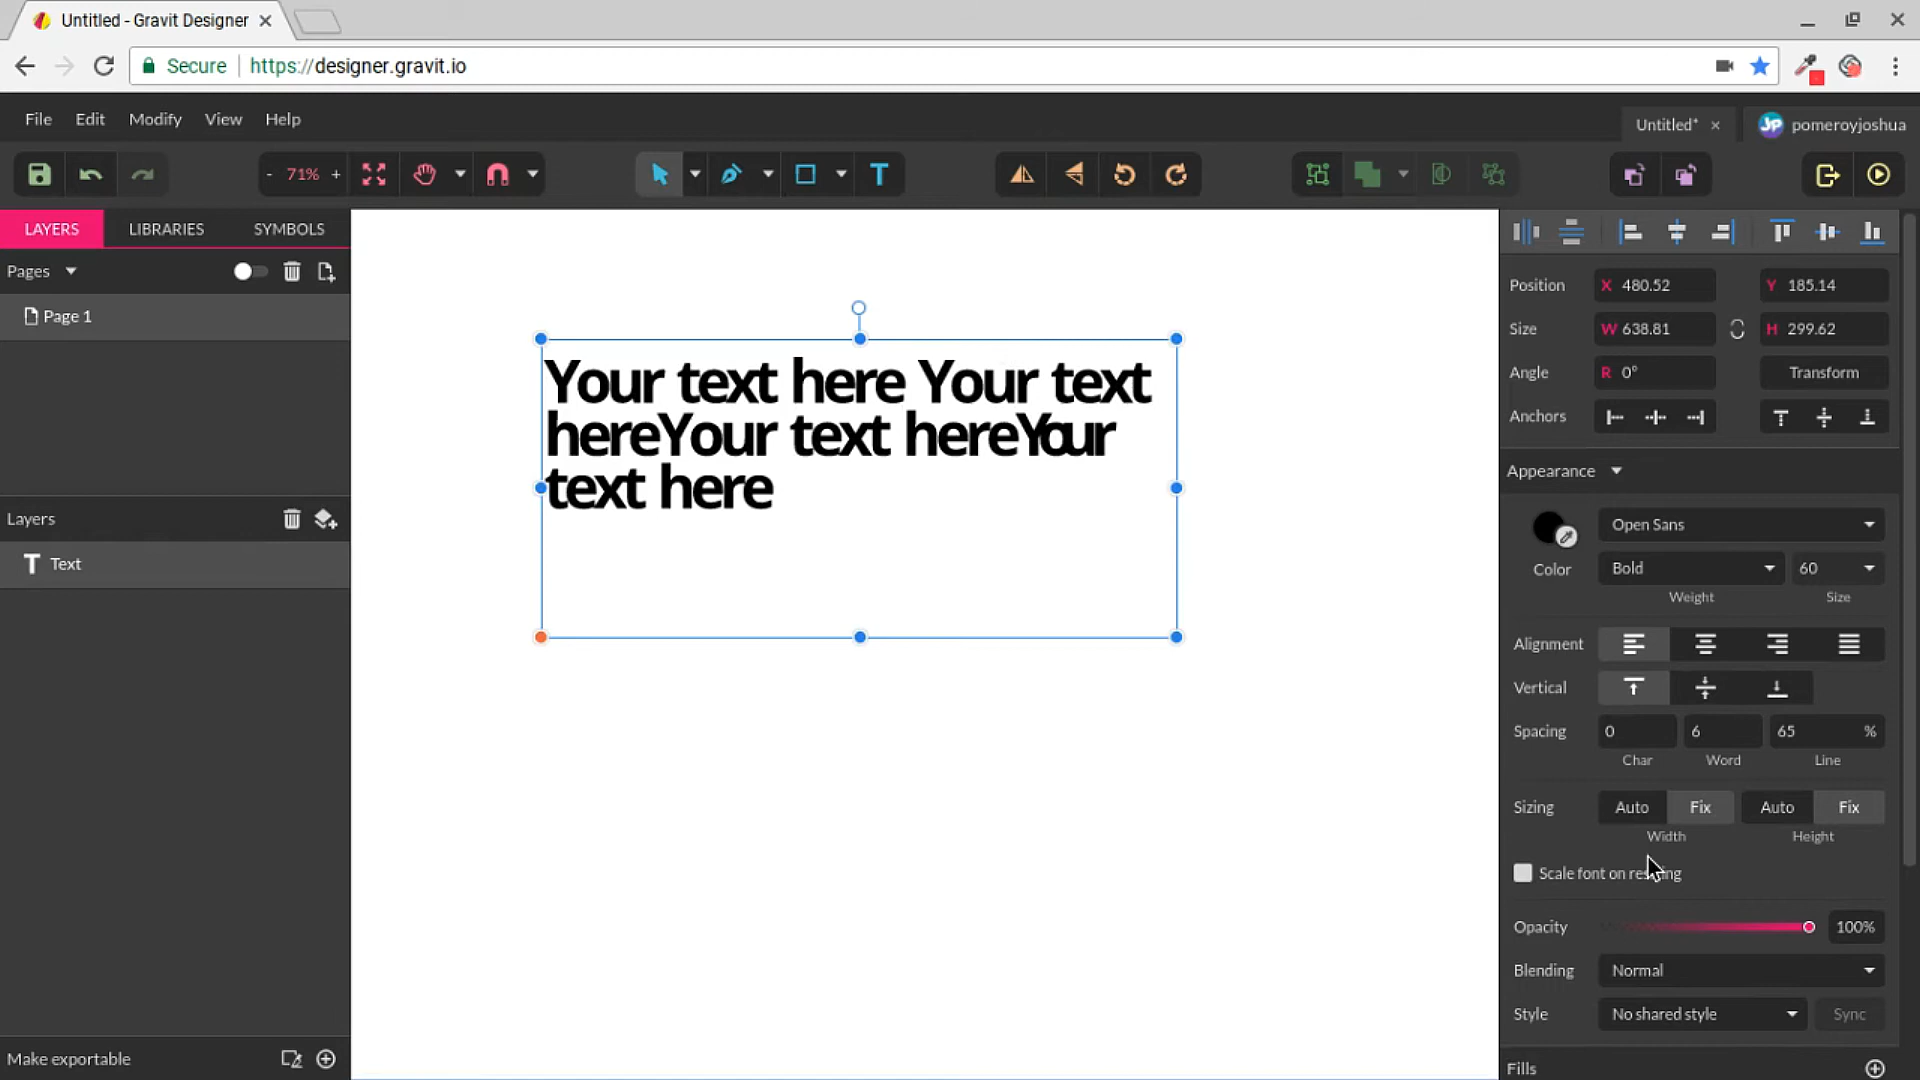 Untitled - Gravit Designer
Secure https://designer.gravit.io
File Edit Modify View Help
Untitled* pomeroyjoshua
- 71% +
T
LAYERS LIBRARIES SYMBOLS
Pages
Page 1
Layers
T Text
Make exportable
Your text here Your text
hereYour text hereYour
text here
Position X 480.52 Y 185.14
Size W 638.81 H 299.62
Angle R 0° Transform
Anchors
Appearance
Open Sans
Color Bold 60
Weight Size
Alignment
Vertical
Spacing 0 6 65 %
Char Word Line
Sizing Auto Fix Auto Fix
Width Height
Scale font on resizing
Opacity 100%
Blending Normal
Style No shared style Sync
Fills